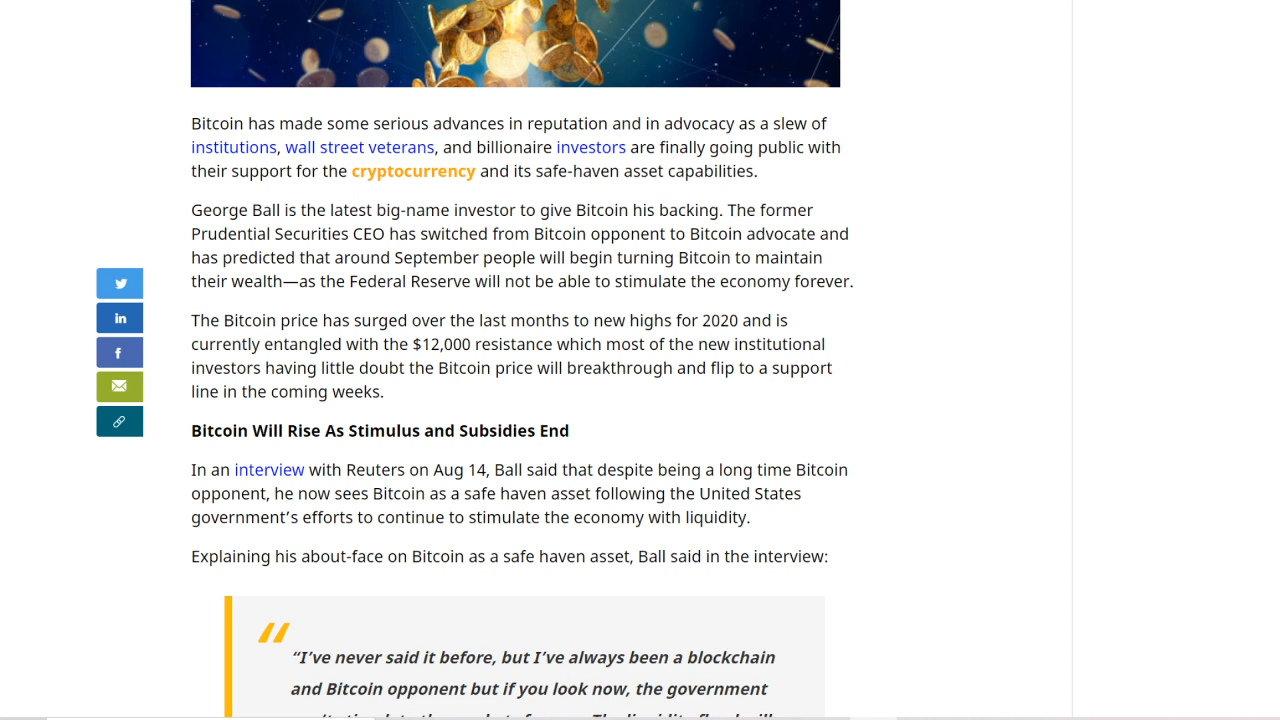 Bitcoin has made some serious advances in reputation and in advocacy as a slew of
institutions, wall street veterans, and billionaire investors are finally going public with
their support for the cryptocurrency and its safe-haven asset capabilities.
George Ball is the latest big-name investor to give Bitcoin his backing. The former
Prudential Securities CEO has switched from Bitcoin opponent to Bitcoin advocate and
has predicted that around September people will begin turning Bitcoin to maintain
their wealth—as the Federal Reserve will not be able to stimulate the economy forever.
The Bitcoin price has surged over the last months to new highs for 2020 and is
currently entangled with the $12,000 resistance which most of the new institutional
investors having little doubt the Bitcoin price will breakthrough and flip to a support
line in the coming weeks.
Bitcoin Will Rise As Stimulus and Subsidies End
In an interview with Reuters on Aug 14, Ball said that despite being a long time Bitcoin
opponent, he now sees Bitcoin as a safe haven asset following the United States
government’s efforts to continue to stimulate the economy with liquidity.
Explaining his about-face on Bitcoin as a safe haven asset, Ball said in the interview:
“I’ve never said it before, but I’ve always been a blockchain
and Bitcoin opponent but if you look now, the government